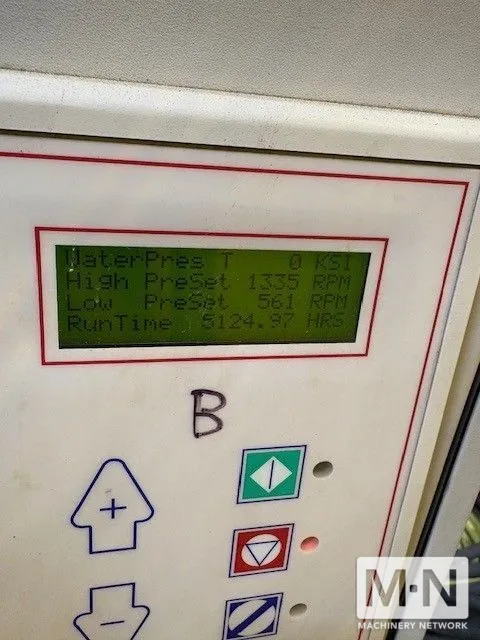 WaterPres T 0 KSI
High PreSet 1335 RPM
Low PreSet 561 RPM
RunTime 5124.97 HRS
B
+
-
M·N
MACHINERY NETWORK